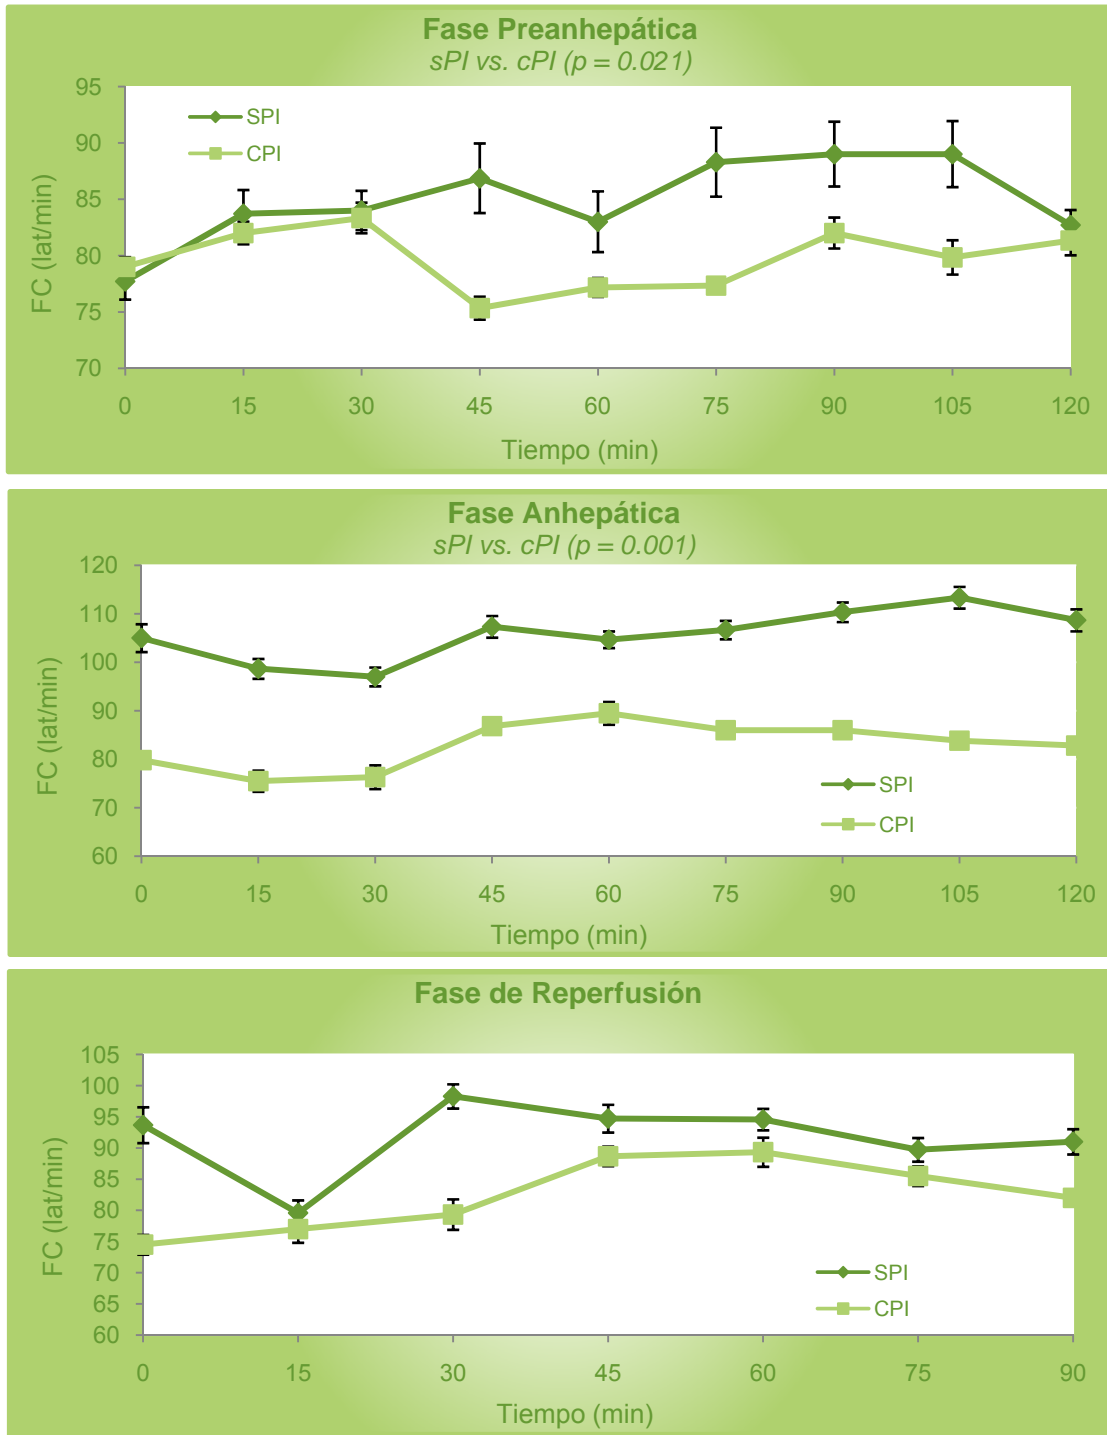 Fase Preanhepática
sPI vs. cPI (p = 0.021)
95
90
85
80
75
70
FC (lat/min)
SPI
CPI
0 15 30 45 60 75 90 105 120
Tiempo (min)
Fase Anhepática
sPI vs. cPI (p = 0.001)
120
110
100
90
80
70
60
FC (lat/min)
SPI
CPI
0 15 30 45 60 75 90 105 120
Tiempo (min)
Fase de Reperfusión
105
100
95
90
85
80
75
70
65
60
FC (lat/min)
SPI
CPI
0 15 30 45 60 75 90
Tiempo (min)